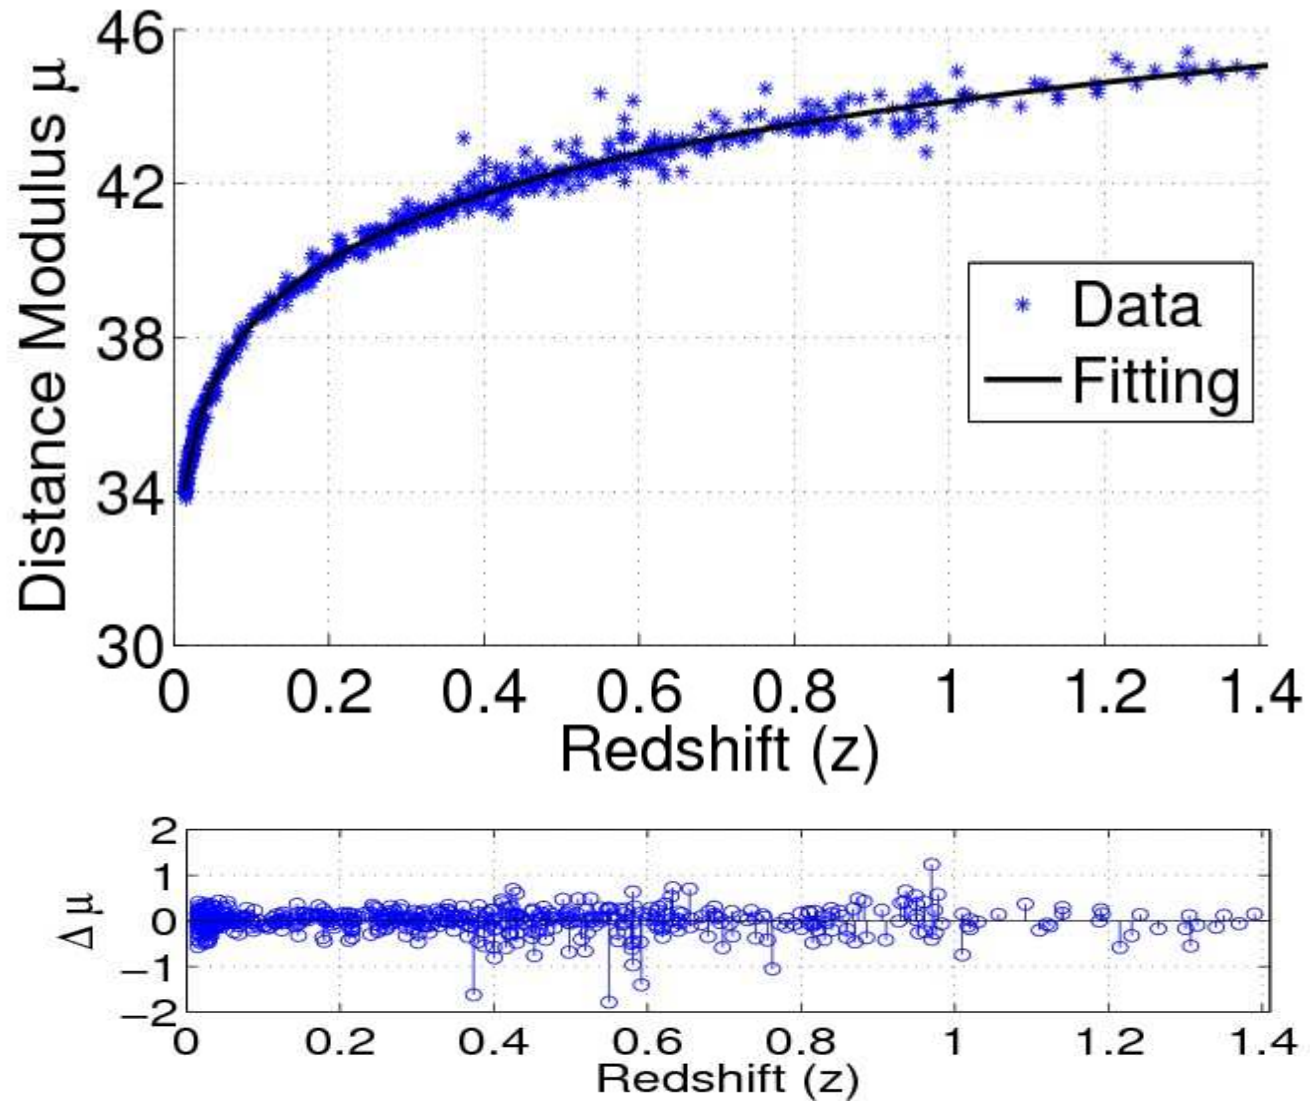 46
42
38
34
30
Distance Modulus μ
Data
Fitting
0 0.2 0.4 0.6 0.8 1 1.2 1.4
Redshift (z)
2
1
0
−1
−2
Δ μ
0 0.2 0.4 0.6 0.8 1 1.2 1.4
Redshift (z)